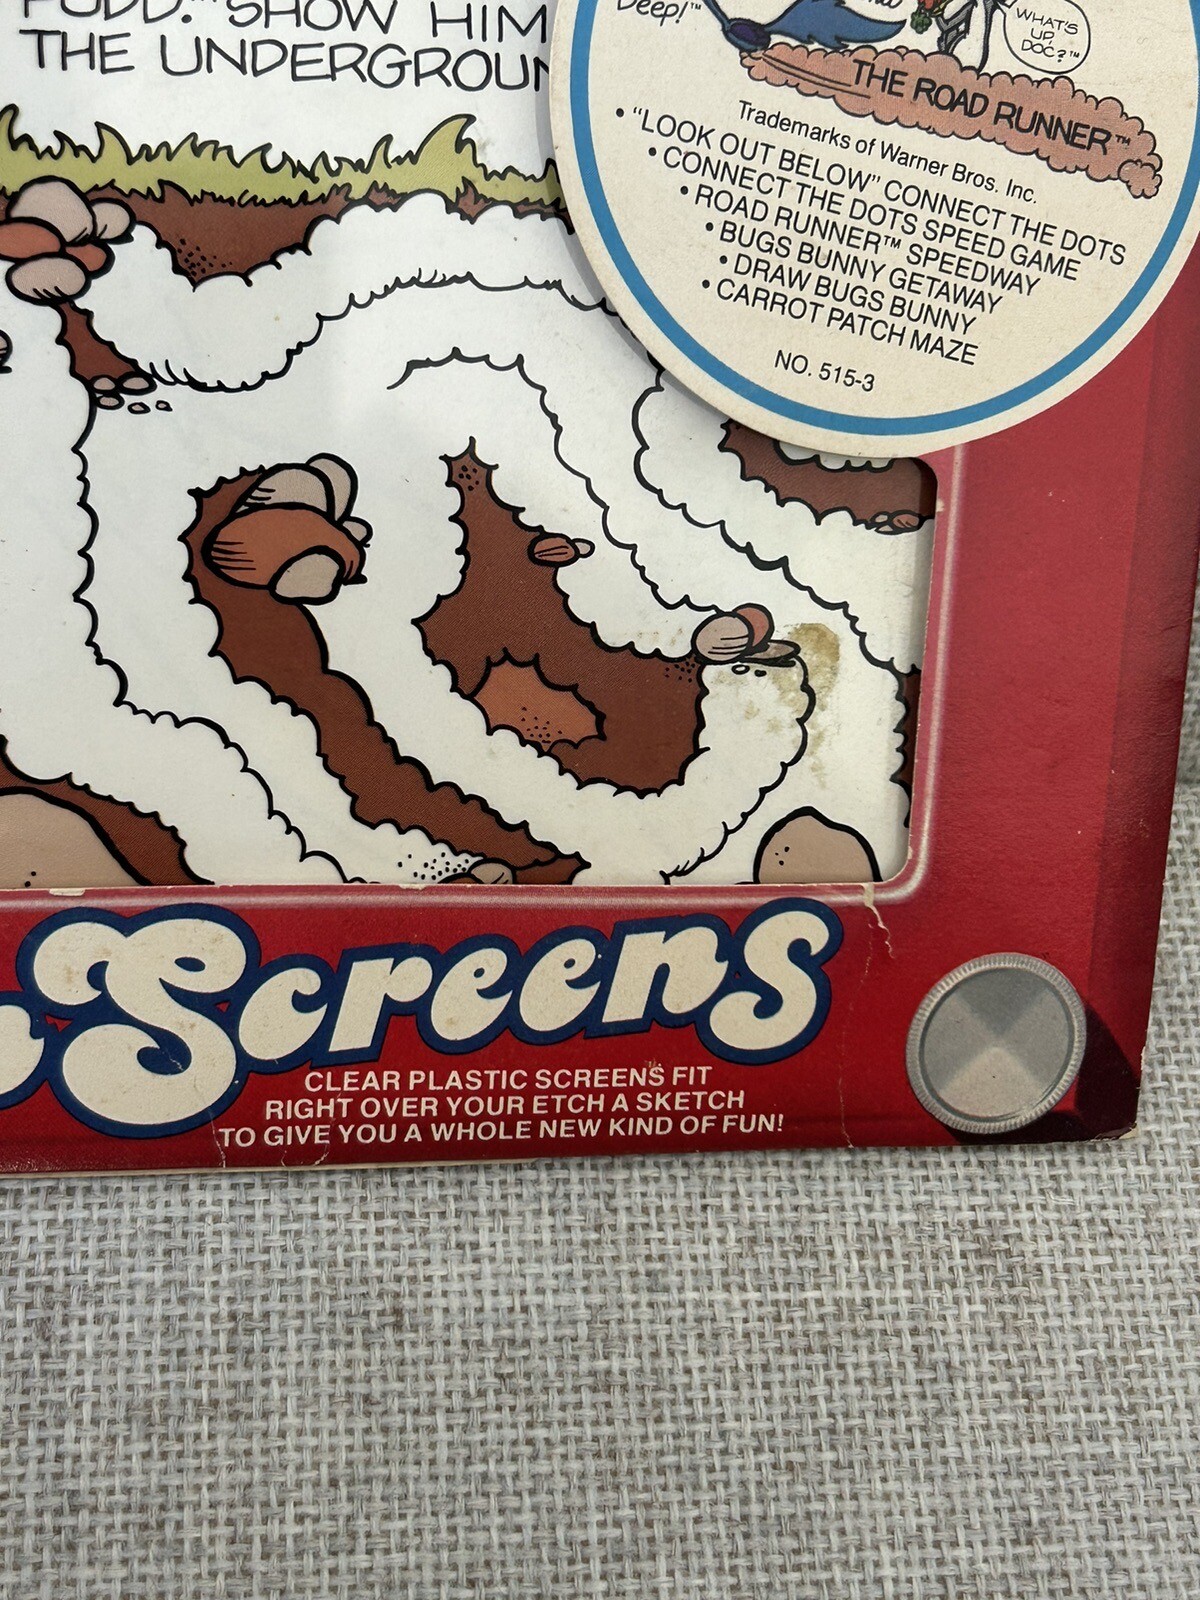 FUDD.™ SHOW HIM
THE UNDERGROUN
Deep!™
WHAT'S
UP,
DOC?™
THE ROAD RUNNER™
Trademarks of Warner Bros. Inc.
• "LOOK OUT BELOW" CONNECT THE DOTS
• CONNECT THE DOTS SPEED GAME
• ROAD RUNNER™ SPEEDWAY
• BUGS BUNNY GETAWAY
• DRAW BUGS BUNNY
• CARROT PATCH MAZE
NO. 515-3
Screens
CLEAR PLASTIC SCREENS FIT
RIGHT OVER YOUR ETCH A SKETCH
TO GIVE YOU A WHOLE NEW KIND OF FUN!